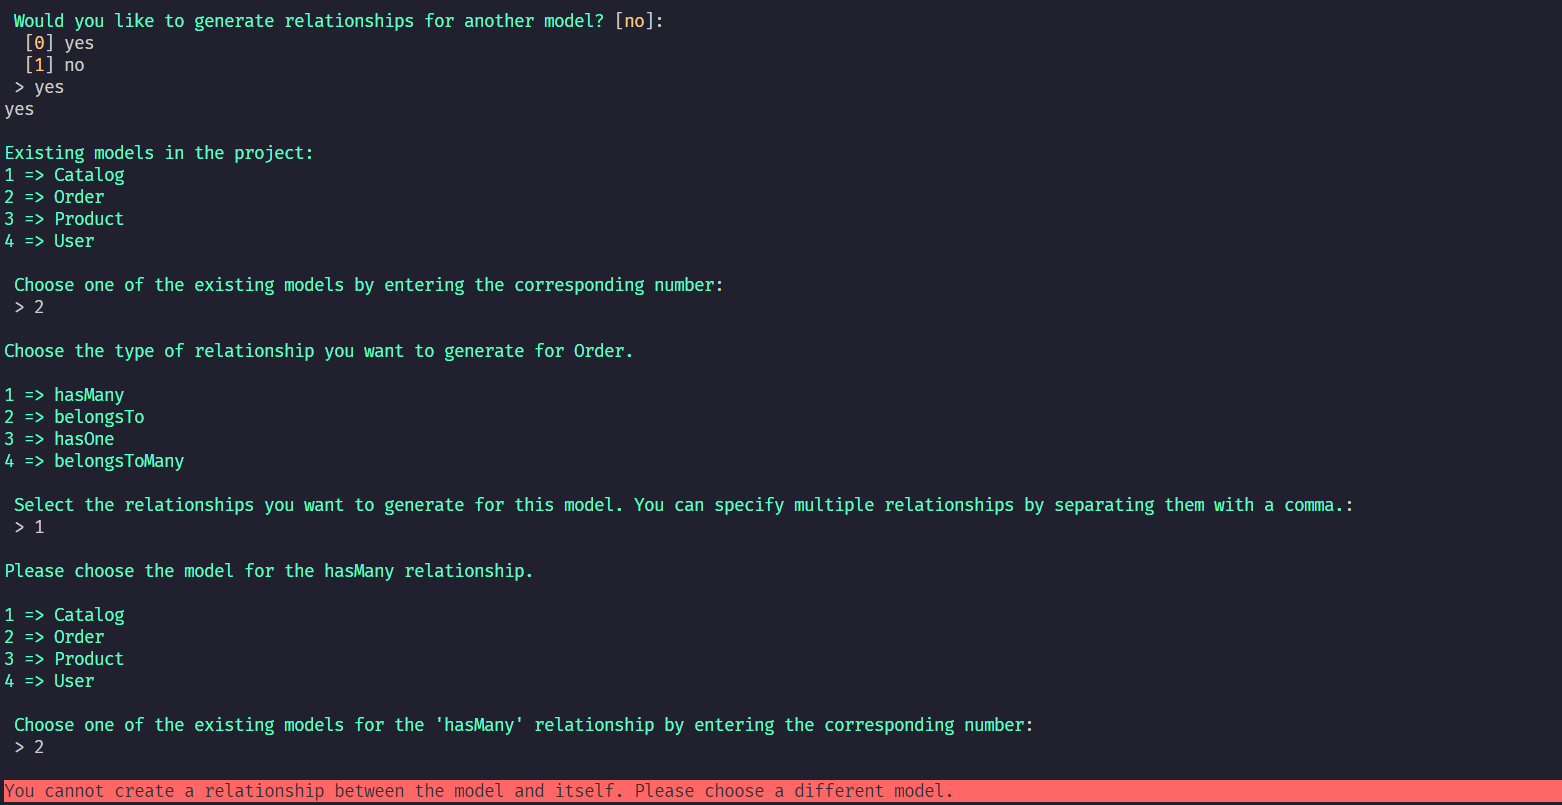 Would you like to generate relationships for another model? [no]:
[0] yes
[1] no
> yes
yes
Existing models in the project:
1 => Catalog
2 => Order
3 => Product
4 => User
Choose one of the existing models by entering the corresponding number:
> 2
Choose the type of relationship you want to generate for Order.
1 => hasMany
2 => belongsTo
3 => hasOne
4 => belongsToMany
Select the relationships you want to generate for this model. You can specify multiple relationships by separating them with a comma.:
> 1
Please choose the model for the hasMany relationship.
1 => Catalog
2 => Order
3 => Product
4 => User
Choose one of the existing models for the 'hasMany' relationship by entering the corresponding number:
> 2
You cannot create a relationship between the model and itself. Please choose a different model.